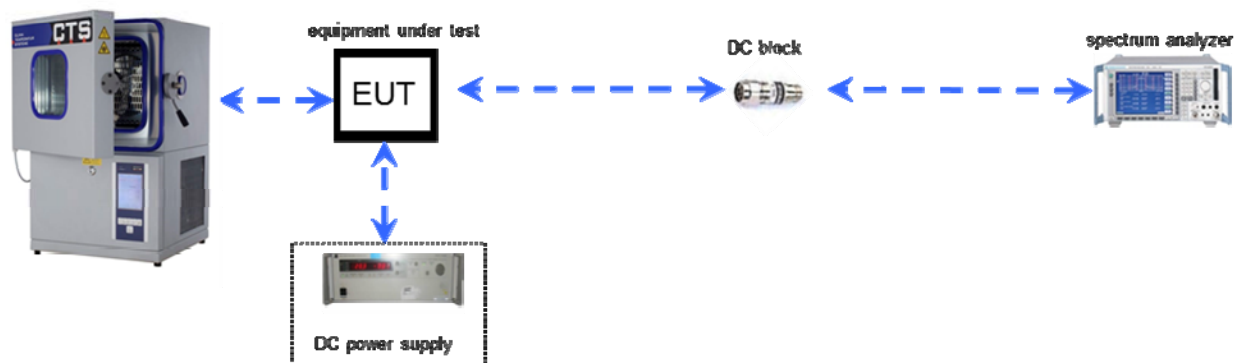 CTS
equipment under test
EUT
DC block
spectrum analyzer
DC power supply